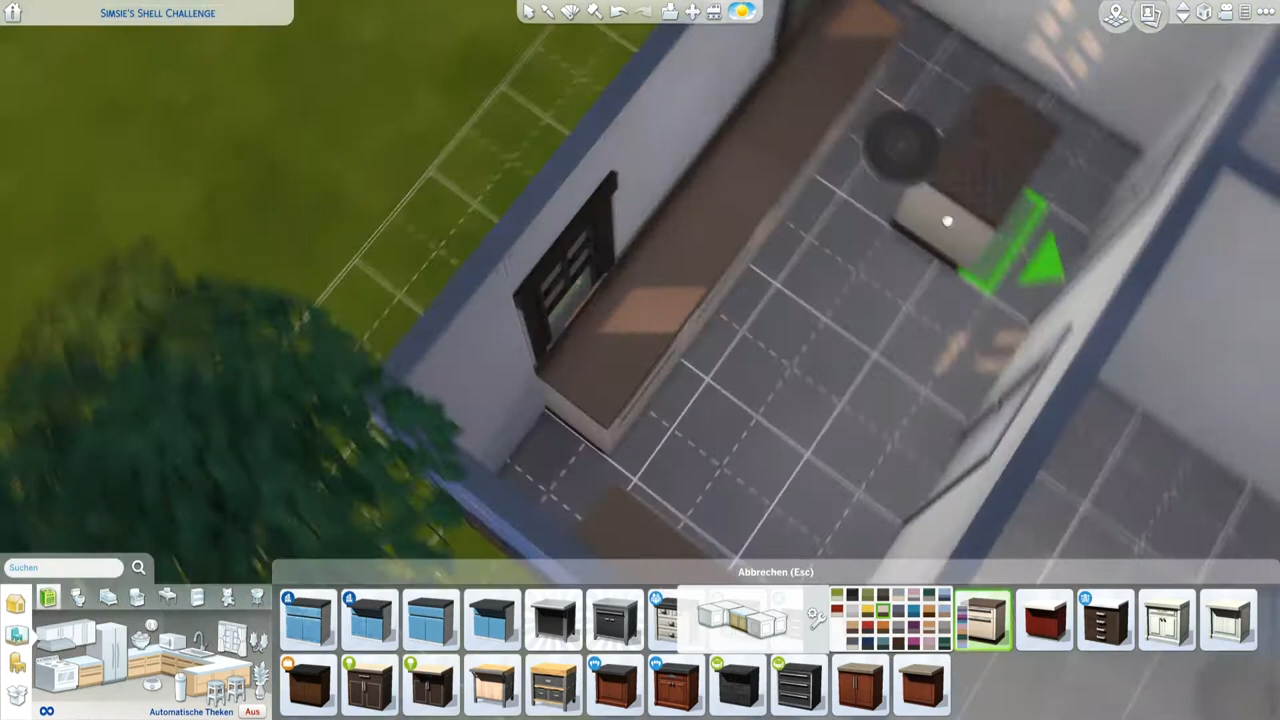 Simsie's Shell Challenge
Suchen
Abbrechen (Esc)
Automatische Theken Aus